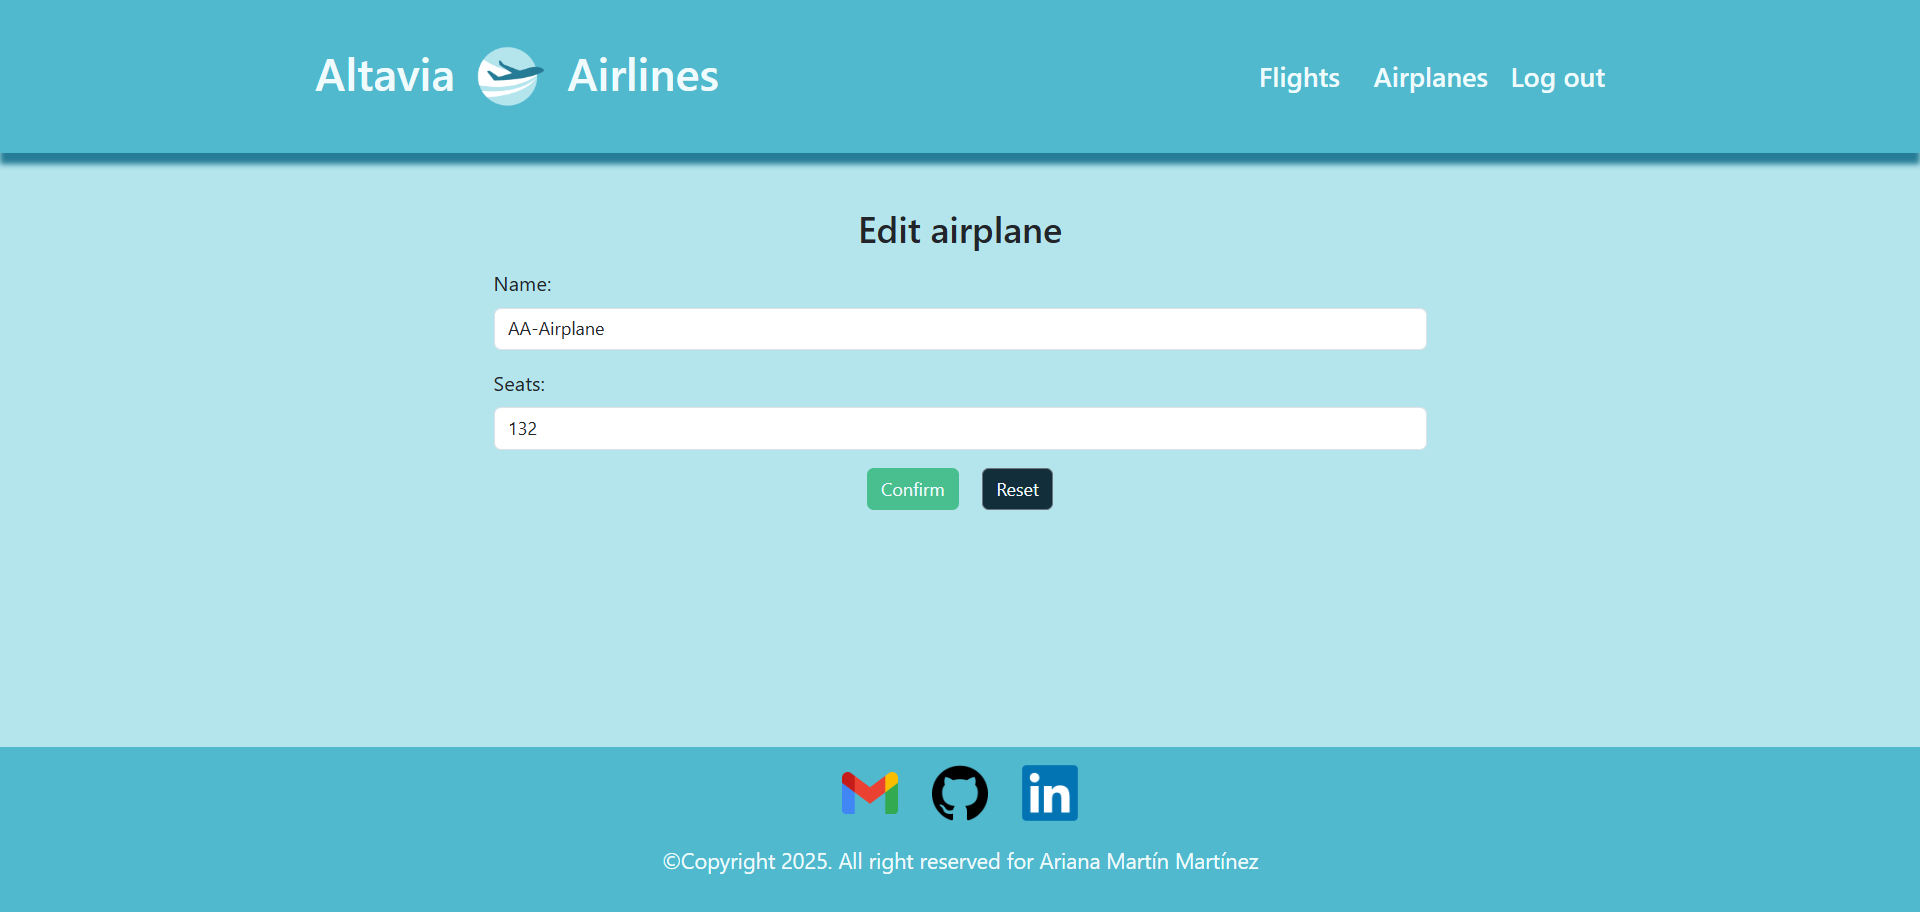 Altavia Airlines
Flights Airplanes Log out
Edit airplane
Name:
AA-Airplane
Seats:
132
Confirm Reset
in
©Copyright 2025. All right reserved for Ariana Martín Martínez